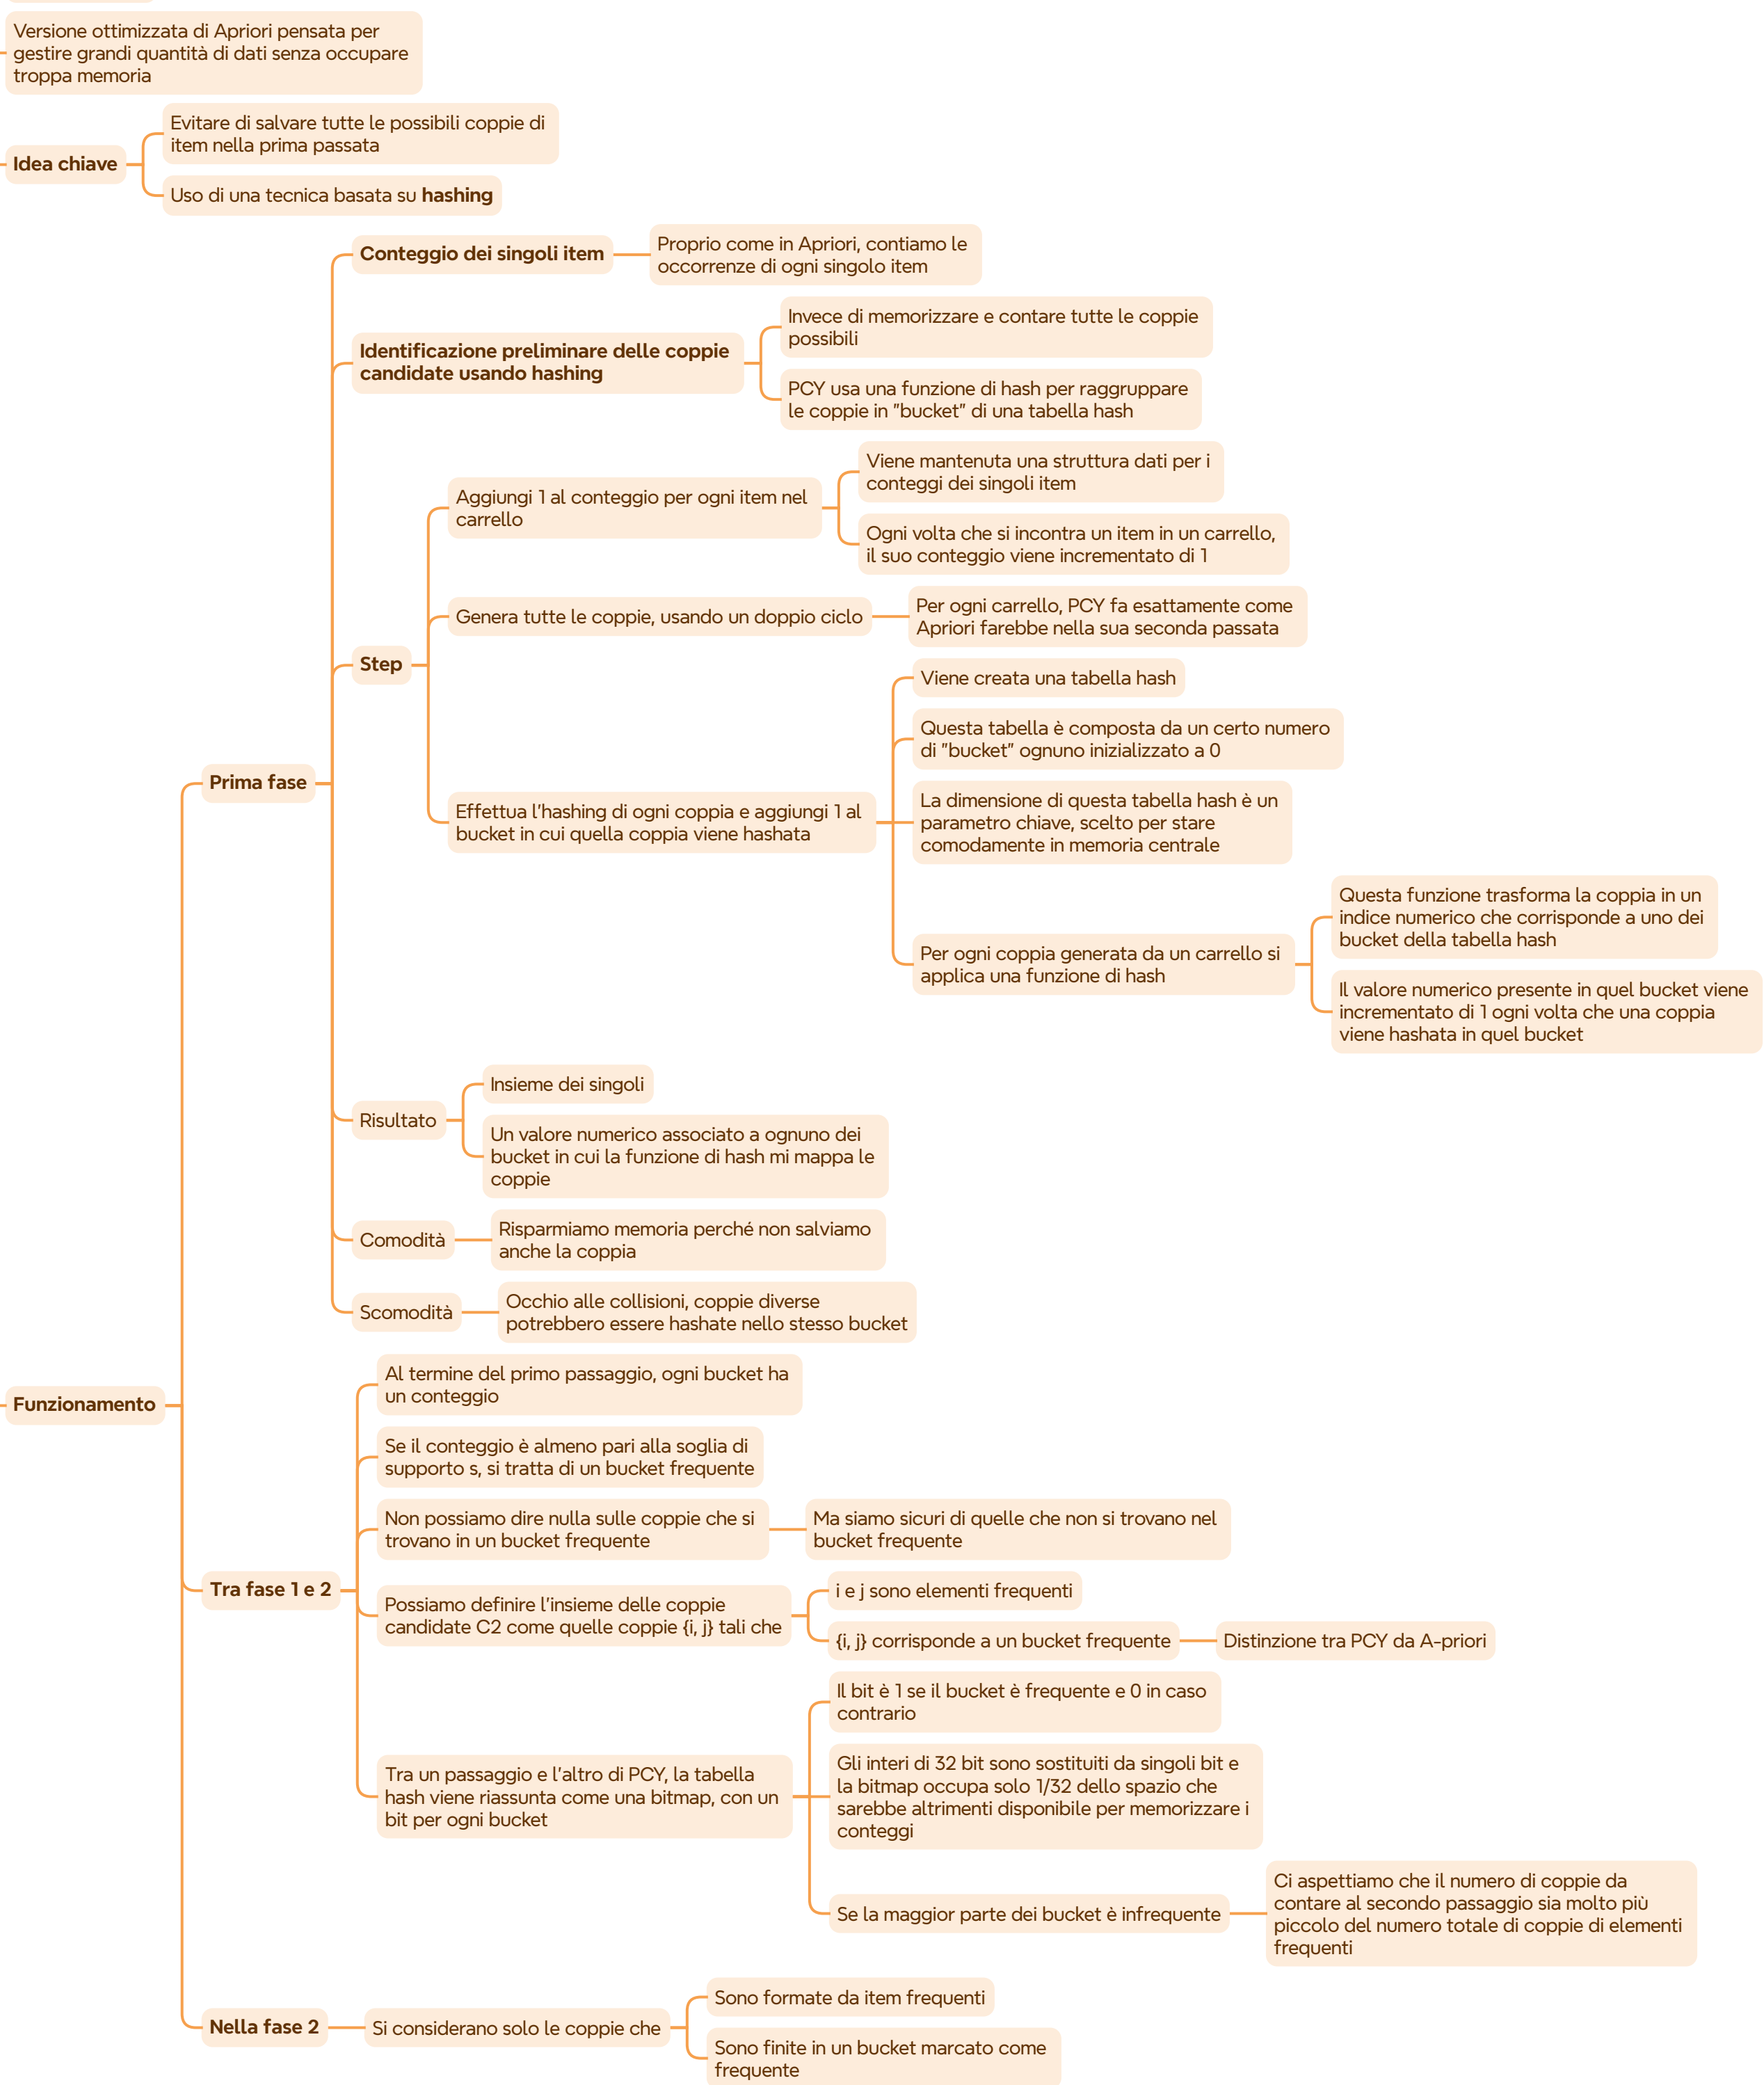 Versione ottimizzata di Apriori pensata per
gestire grandi quantità di dati senza occupare
troppa memoria
Idea chiave
Evitare di salvare tutte le possibili coppie di
item nella prima passata
Uso di una tecnica basata su hashing
Funzionamento
Prima fase
Conteggio dei singoli item
Proprio come in Apriori, contiamo le
occorrenze di ogni singolo item
Identificazione preliminare delle coppie
candidate usando hashing
Invece di memorizzare e contare tutte le coppie
possibili
PCY usa una funzione di hash per raggruppare
le coppie in "bucket" di una tabella hash
Step
Aggiungi 1 al conteggio per ogni item nel
carrello
Viene mantenuta una struttura dati per i
conteggi dei singoli item
Ogni volta che si incontra un item in un carrello,
il suo conteggio viene incrementato di 1
Genera tutte le coppie, usando un doppio ciclo
Per ogni carrello, PCY fa esattamente come
Apriori farebbe nella sua seconda passata
Effettua l'hashing di ogni coppia e aggiungi 1 al
bucket in cui quella coppia viene hashata
Viene creata una tabella hash
Questa tabella è composta da un certo numero
di "bucket" ognuno inizializzato a 0
La dimensione di questa tabella hash è un
parametro chiave, scelto per stare
comodamente in memoria centrale
Per ogni coppia generata da un carrello si
applica una funzione di hash
Questa funzione trasforma la coppia in un
indice numerico che corrisponde a uno dei
bucket della tabella hash
Il valore numerico presente in quel bucket viene
incrementato di 1 ogni volta che una coppia
viene hashata in quel bucket
Risultato
Insieme dei singoli
Un valore numerico associato a ognuno dei
bucket in cui la funzione di hash mi mappa le
coppie
Comodità
Risparmiamo memoria perché non salviamo
anche la coppia
Scomodità
Occhio alle collisioni, coppie diverse
potrebbero essere hashate nello stesso bucket
Tra fase 1 e 2
Al termine del primo passaggio, ogni bucket ha
un conteggio
Se il conteggio è almeno pari alla soglia di
supporto s, si tratta di un bucket frequente
Non possiamo dire nulla sulle coppie che si
trovano in un bucket frequente
Ma siamo sicuri di quelle che non si trovano nel
bucket frequente
Possiamo definire l'insieme delle coppie
candidate C2 come quelle coppie {i, j} tali che
i e j sono elementi frequenti
{i, j} corrisponde a un bucket frequente
Distinzione tra PCY da A-priori
Tra un passaggio e l'altro di PCY, la tabella
hash viene riassunta come una bitmap, con un
bit per ogni bucket
Il bit è 1 se il bucket è frequente e 0 in caso
contrario
Gli interi di 32 bit sono sostituiti da singoli bit e
la bitmap occupa solo 1/32 dello spazio che
sarebbe altrimenti disponibile per memorizzare i
conteggi
Se la maggior parte dei bucket è infrequente
Ci aspettiamo che il numero di coppie da
contare al secondo passaggio sia molto più
piccolo del numero totale di coppie di elementi
frequenti
Nella fase 2
Si considerano solo le coppie che
Sono formate da item frequenti
Sono finite in un bucket marcato come
frequente